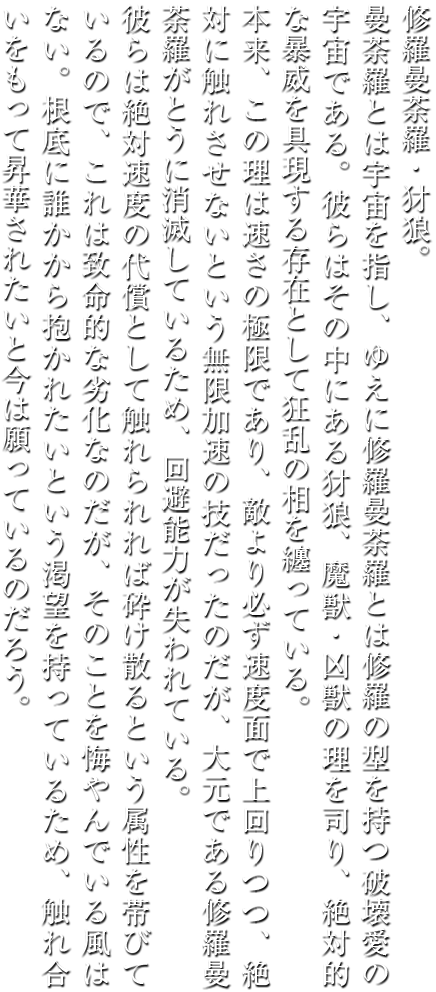 修羅曼荼羅・犲狼。
曼荼羅とは宇宙を指し、ゆえに修羅曼荼羅とは修羅の型を持つ破壊愛の
宇宙である。彼らはその中にある犲狼、魔獣・凶獣の理を司り、絶対的
な暴威を具現する存在として狂乱の相を纏っている。
本来、この理は速さの極限であり、敵より必ず速度面で上回りつつ、絶
対に触れさせないという無限加速の技だったのだが、大元である修羅曼
荼羅がとうに消滅しているため、回避能力が失われている。
彼らは絶対速度の代償として触れられれば砕け散るという属性を帯びて
いるので、これは致命的な劣化なのだが、そのことを悔やんでいる風は
ない。根底に誰かから抱かれたいという渇望を持っているため、触れ合
いをもって昇華されたいと今は願っているのだろう。